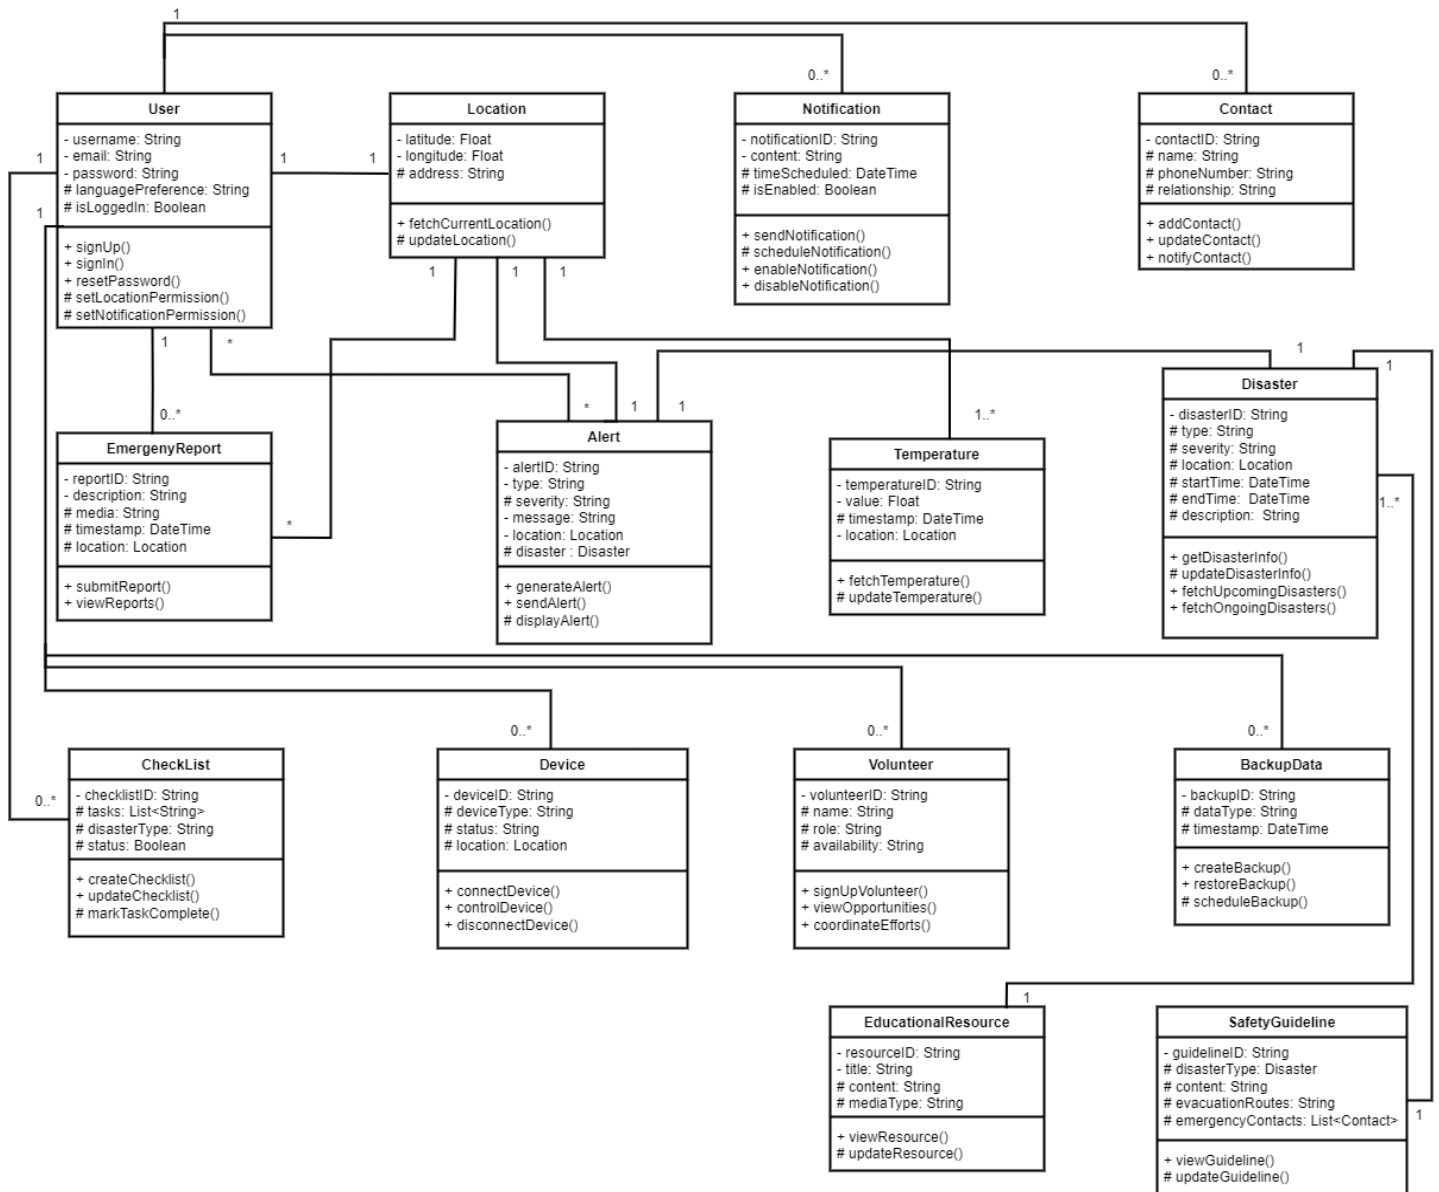 1
0..*
0..*
User
- username: String
- email: String
- password: String
# languagePreference: String
# isLoggedIn: Boolean
+ signUp()
+ signIn()
+ resetPassword()
# setLocationPermission()
# setNotificationPermission()
1
1
1
1
Location
- latitude: Float
- longitude: Float
# address: String
+ fetchCurrentLocation()
# updateLocation()
1
1
1
Notification
- notificationID: String
- content: String
# timeScheduled: DateTime
# isEnabled: Boolean
+ sendNotification()
# scheduleNotification()
+ enableNotification()
+ disableNotification()
Contact
- contactID: String
# name: String
# phoneNumber: String
# relationship: String
+ addContact()
+ updateContact()
+ notifyContact()
1
*
0..*
*
1
1
1..*
1
1
EmergenyReport
- reportID: String
- description: String
# media: String
# timestamp: DateTime
# location: Location
+ submitReport()
+ viewReports()
*
Alert
- alertID: String
- type: String
# severity: String
- message: String
- location: Location
# disaster : Disaster
+ generateAlert()
+ sendAlert()
# displayAlert()
Temperature
- temperatureID: String
- value: Float
# timestamp: DateTime
- location: Location
+ fetchTemperature()
# updateTemperature()
Disaster
- disasterID: String
# type: String
# severity: String
# location: Location
# startTime: DateTime
# endTime: DateTime
# description: String
+ getDisasterInfo()
# updateDisasterInfo()
+ fetchUpcomingDisasters()
+ fetchOngoingDisasters()
1..*
0..*
0..*
0..*
0..*
CheckList
- checklistID: String
# tasks: List<String>
# disasterType: String
# status: Boolean
+ createChecklist()
+ updateChecklist()
# markTaskComplete()
Device
- deviceID: String
# deviceType: String
# status: String
# location: Location
+ connectDevice()
+ controlDevice()
+ disconnectDevice()
Volunteer
- volunteerID: String
# name: String
# role: String
# availability: String
+ signUpVolunteer()
+ viewOpportunities()
+ coordinateEfforts()
BackupData
- backupID: String
# dataType: String
# timestamp: DateTime
+ createBackup()
+ restoreBackup()
# scheduleBackup()
1
EducationalResource
- resourceID: String
- title: String
# content: String
# mediaType: String
+ viewResource()
# updateResource()
SafetyGuideline
- guidelineID: String
# disasterType: Disaster
# content: String
# evacuationRoutes: String
# emergencyContacts: List<Contact>
+ viewGuideline()
# updateGuideline()
1